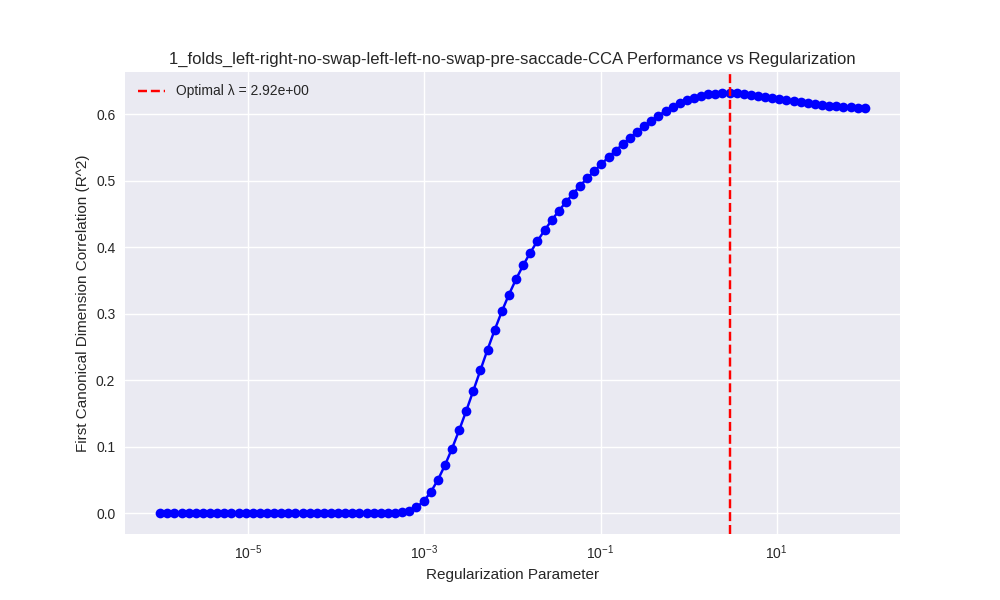 1_folds_left-right-no-swap-left-left-no-swap-pre-saccade-CCA Performance vs Regularization
Optimal λ = 2.92e+00
First Canonical Dimension Correlation (R^2)
0.6
0.5
0.4
0.3
0.2
0.1
0.0
10⁻⁵ 10⁻³ 10⁻¹ 10¹
Regularization Parameter